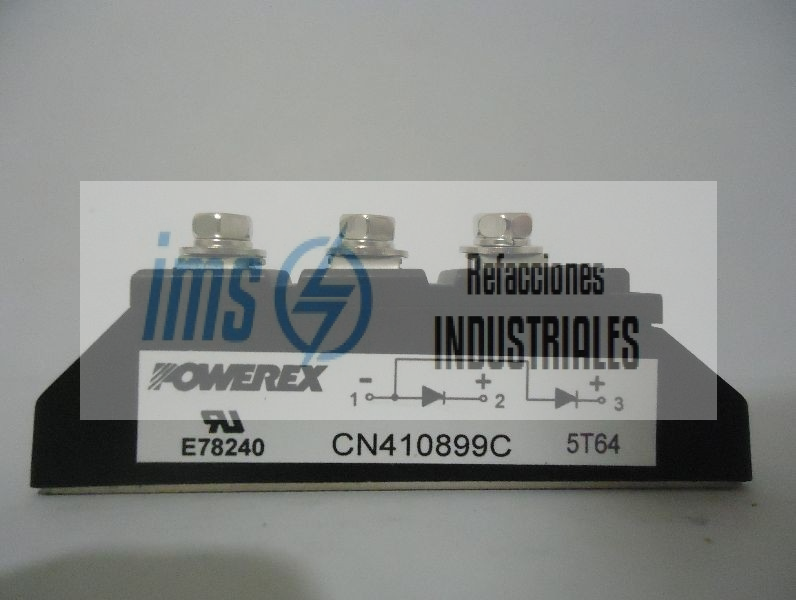 ims
Refacciones
INDUSTRIALES
POWEREX
1 - + 2 + 3
E78240
CN410899C
5T64